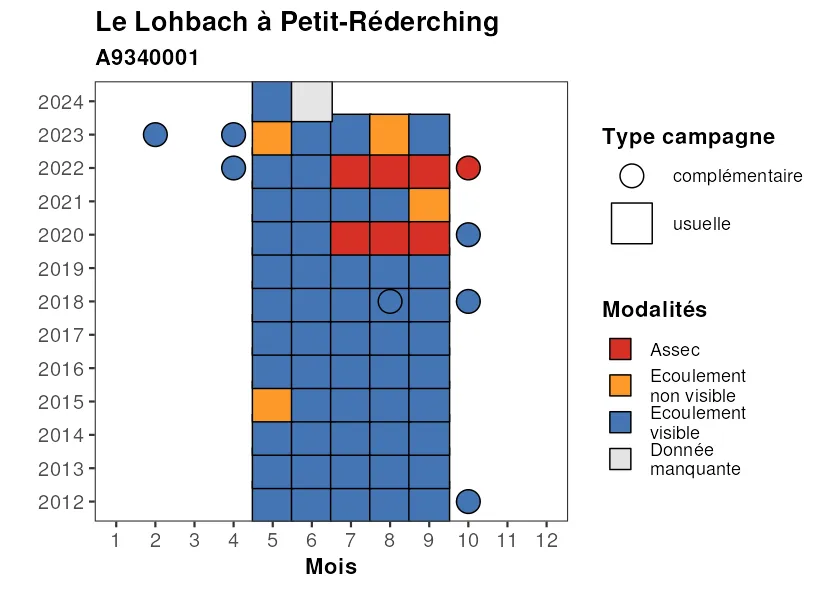 Le Lohbach à Petit-Réderching
A9340001
2024
2023
2022
2021
2020
2019
2018
2017
2016
2015
2014
2013
2012
1 2 3 4 5 6 7 8 9 10 11 12
Mois
Type campagne
complémentaire
usuelle
Modalités
Assec
Ecoulement
non visible
Ecoulement
visible
Donnée
manquante